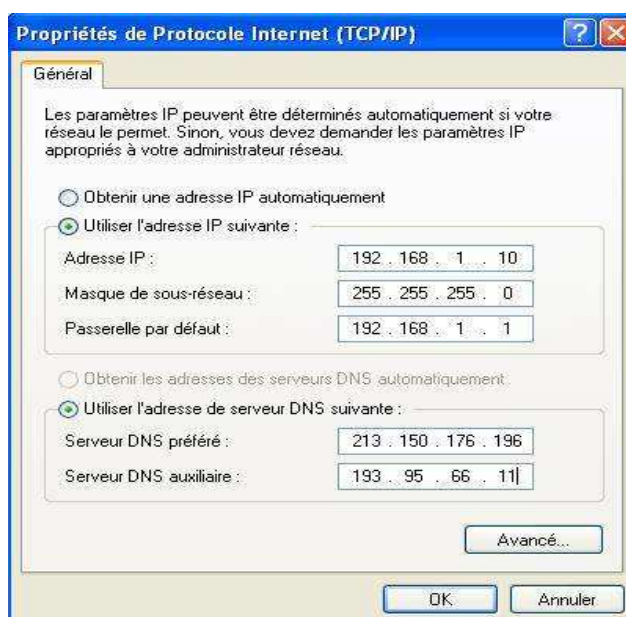 Propriétés de Protocole Internet (TCP/IP)
Général
Les paramètres IP peuvent être déterminés automatiquement si votre
réseau le permet. Sinon, vous devez demander les paramètres IP
appropriés à votre administrateur réseau.
Obtenir une adresse IP automatiquement
Utiliser l'adresse IP suivante :
Adresse IP : 192 . 168 . 1 . 10
Masque de sous-réseau : 255 . 255 . 255 . 0
Passerelle par défaut : 192 . 168 . 1 . 1
Obtenir les adresses des serveurs DNS automatiquement
Utiliser l'adresse de serveur DNS suivante :
Serveur DNS préféré : 213 . 150 . 176 . 196
Serveur DNS auxiliaire : 193 . 95 . 66 . 11
Avancé...
OK Annuler